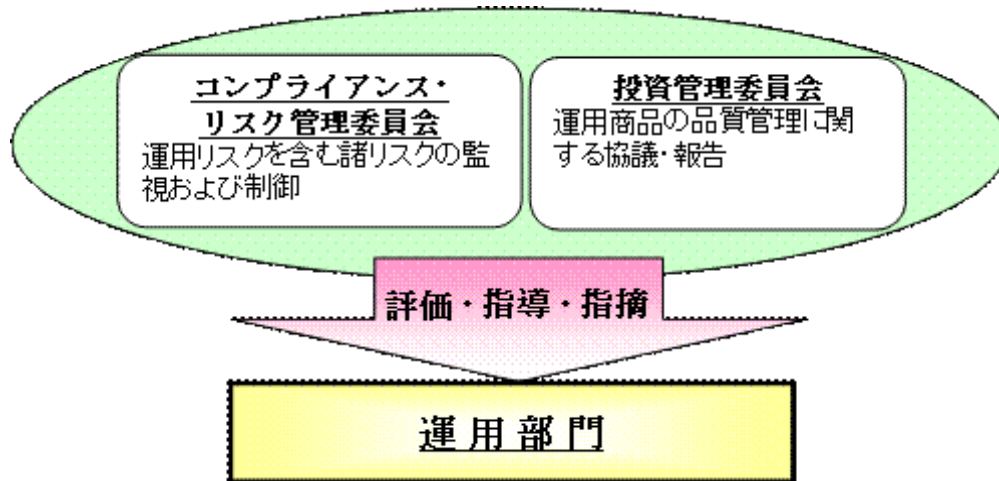 コンプライアンス・
リスク管理委員会
運用リスクを含む諸リスクの監
視および制御
投資管理委員会
運用商品の品質管理に関
する協議・報告
評価・指導・指摘
運用部門